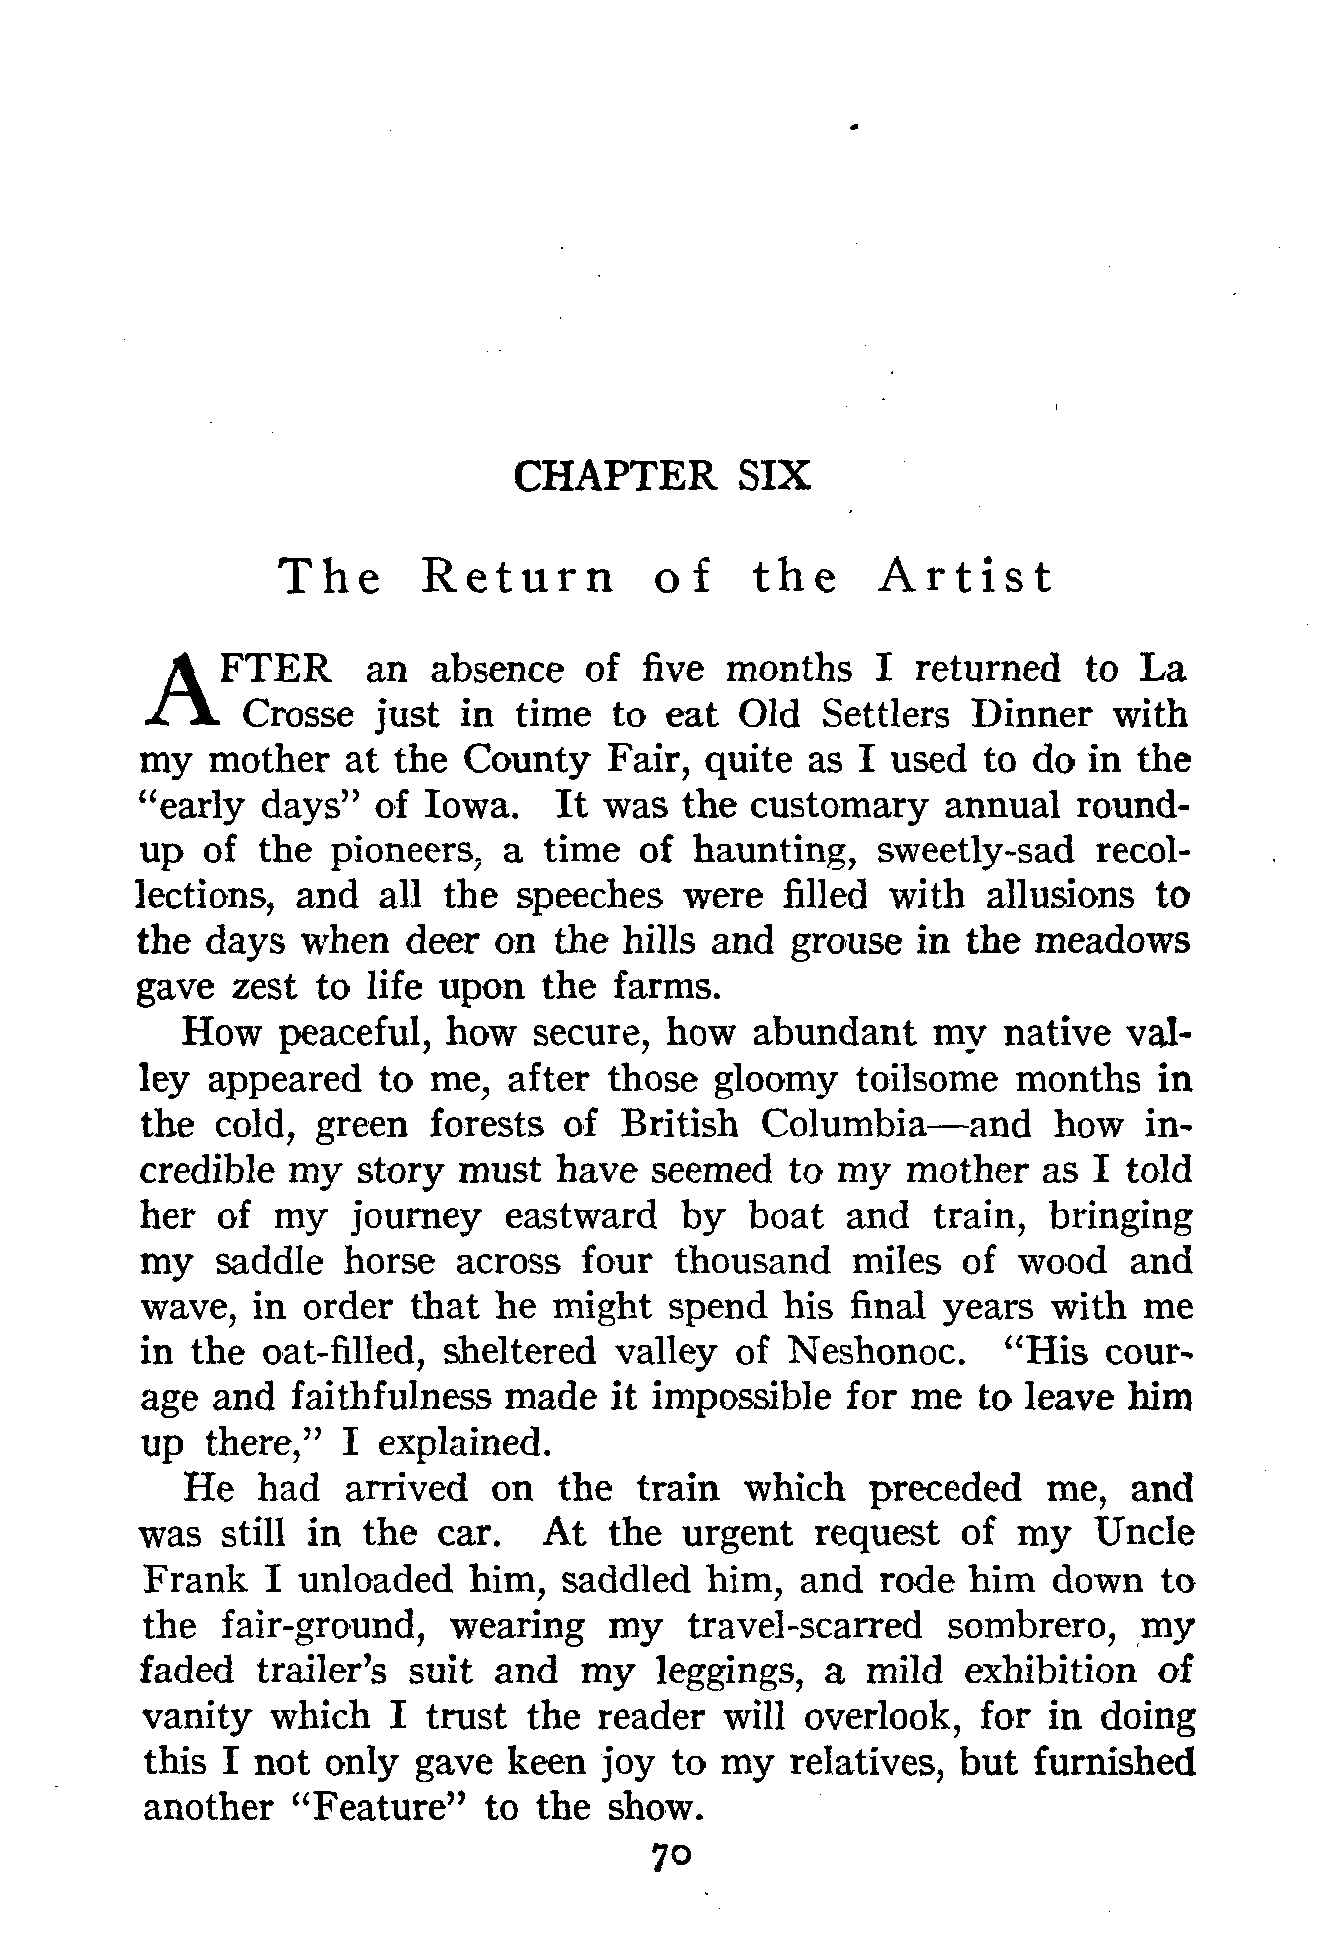 CHAPTER SIX
The Return of the Artist
AFTER an absence of five months I returned to La
Crosse just in time to eat Old Settlers Dinner with
my mother at the County Fair, quite as I used to do in the
“early days” of Iowa. It was the customary annual round-
up of the pioneers, a time of haunting, sweetly-sad recol-
lections, and all the speeches were filled with allusions to
the days when deer on the hills and grouse in the meadows
gave zest to life upon the farms.
How peaceful, how secure, how abundant my native val-
ley appeared to me, after those gloomy toilsome months in
the cold, green forests of British Columbia—and how in-
credible my story must have seemed to my mother as I told
her of my journey eastward by boat and train, bringing
my saddle horse across four thousand miles of wood and
wave, in order that he might spend his final years with me
in the oat-filled, sheltered valley of Neshonoc. “His cour-
age and faithfulness made it impossible for me to leave him
up there,” I explained.
He had arrived on the train which preceded me, and
was still in the car. At the urgent request of my Uncle
Frank I unloaded him, saddled him, and rode him down to
the fair-ground, wearing my travel-scarred sombrero, my
faded trailer’s suit and my leggings, a mild exhibition of
vanity which I trust the reader will overlook, for in doing
this I not only gave keen joy to my relatives, but furnished
another “Feature” to the show.
70